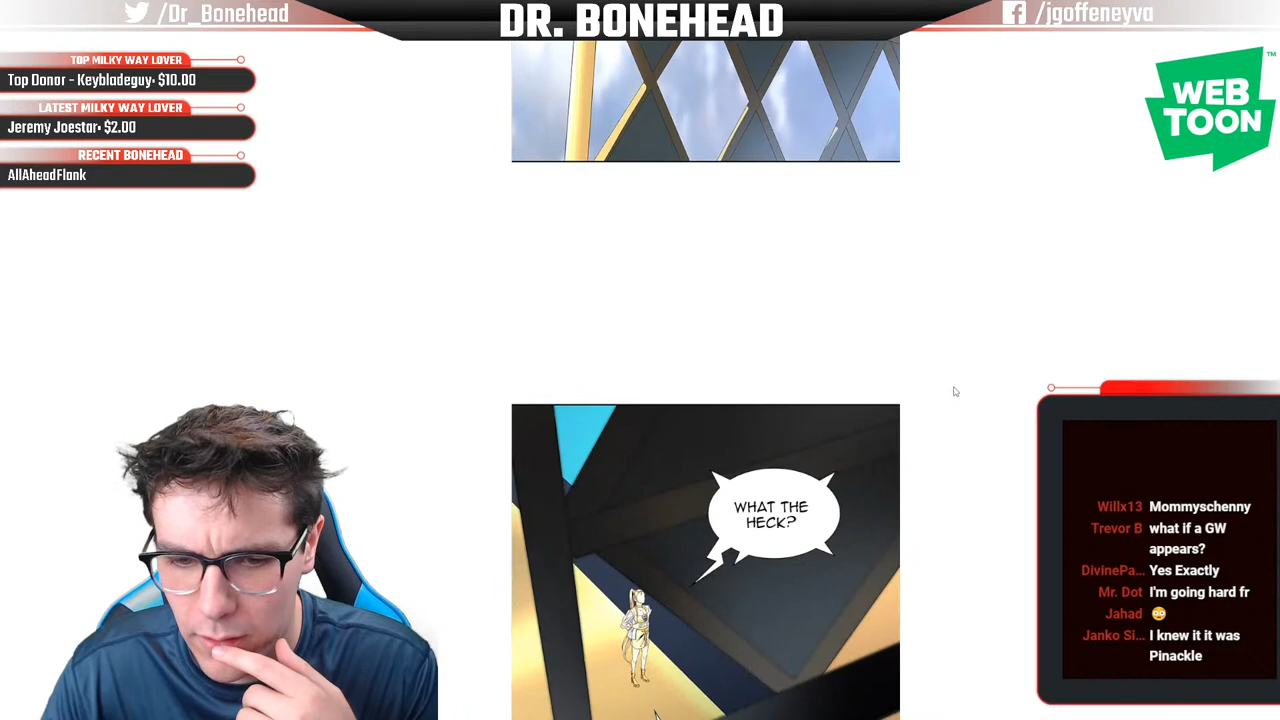 /Dr_Bonehead
DR. BONEHEAD
/jgoffeneyva
TOP MILKY WAY LOVER
Top Donor - Keybladeguy: $10.00
LATEST MILKY WAY LOVER
Jeremy Joestar: $2.00
RECENT BONEHEAD
AllAheadFlank
WEB
TOON
TM
WHAT THE
HECK?
Willx13 Mommyschenny
Trevor B what if a GW
appears?
DivinePa... Yes Exactly
Mr. Dot I'm going hard fr
Jahad 😳
Janko Si... I knew it it was
Pinackle